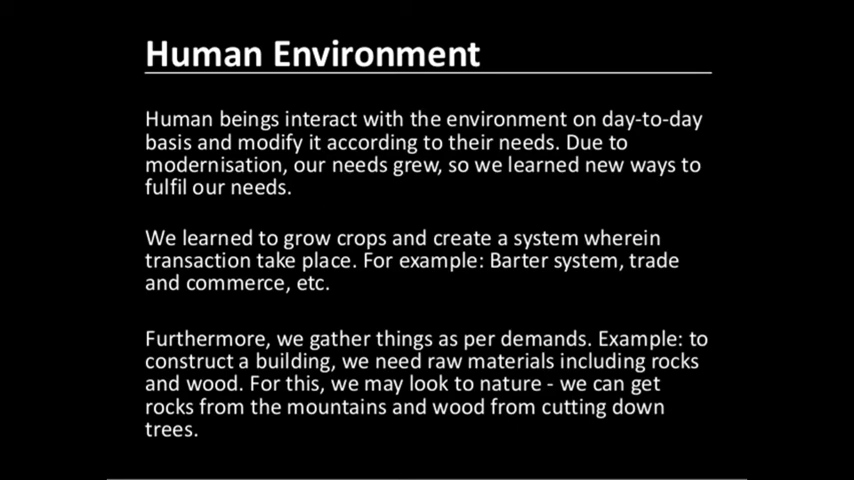 Human Environment
Human beings interact with the environment on day-to-day
basis and modify it according to their needs. Due to
modernisation, our needs grew, so we learned new ways to
fulfil our needs.
We learned to grow crops and create a system wherein
transaction take place. For example: Barter system, trade
and commerce, etc.
Furthermore, we gather things as per demands. Example: to
construct a building, we need raw materials including rocks
and wood. For this, we may look to nature - we can get
rocks from the mountains and wood from cutting down
trees.